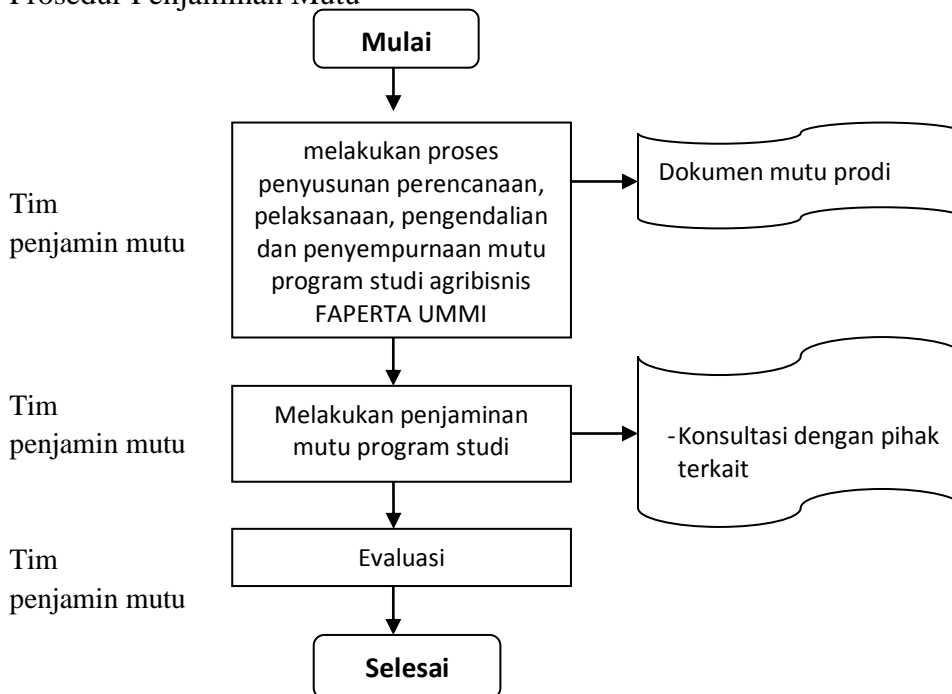 Prosedur Penjaminan Mutu
Mulai
Tim
penjamin mutu
melakukan proses
penyusunan perencanaan,
pelaksanaan, pengendalian
dan penyempurnaan mutu
program studi agribisnis
FAPERTA UMMI
Dokumen mutu prodi
Tim
penjamin mutu
Melakukan penjaminan
mutu program studi
-Konsultasi dengan pihak
terkait
Tim
penjamin mutu
Evaluasi
Selesai